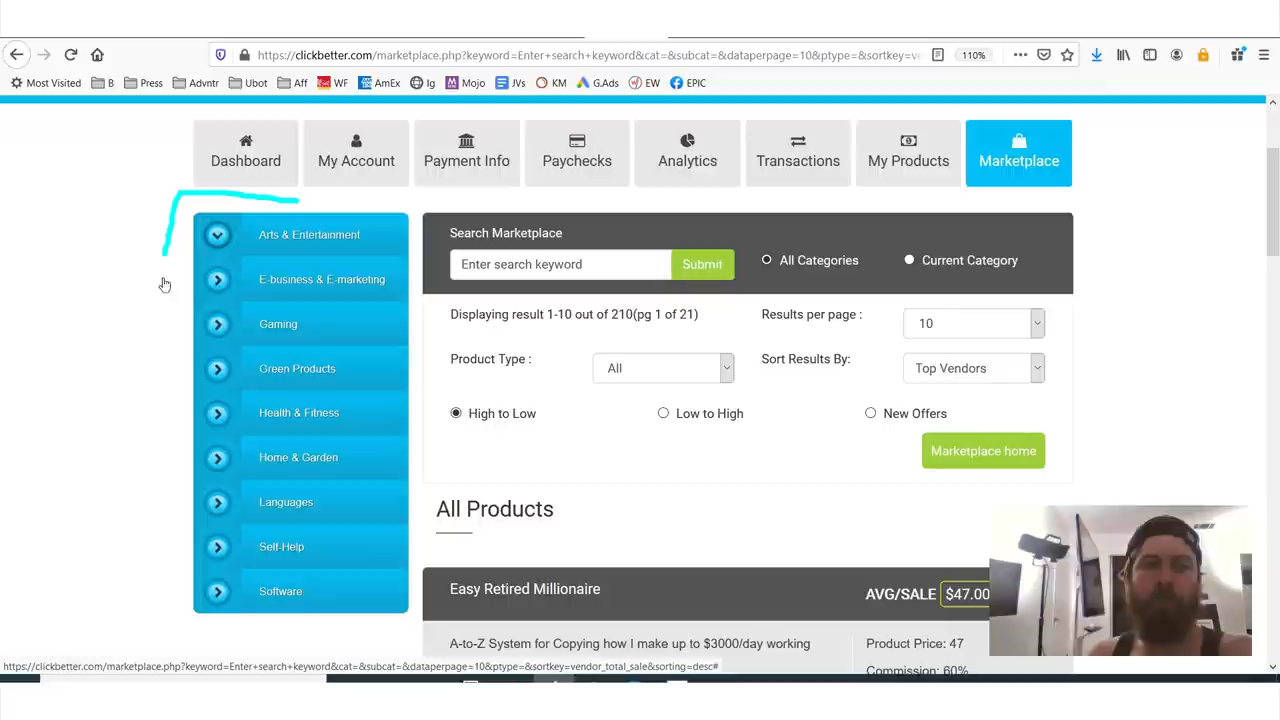 https://clickbetter.com/marketplace.php?keyword=Enter+search+keyword&cat=&subcat=&dataperpage=10&ptype=&sortkey=v
110%
Most Visited B Press Advntr Ubot Aff WF AmEx Ig Mojo JVs KM G.Ads EW EPIC
Dashboard My Account Payment Info Paychecks Analytics Transactions My Products Marketplace
Arts & Entertainment
E-business & E-marketing
Gaming
Green Products
Health & Fitness
Home & Garden
Languages
Self-Help
Software
Search Marketplace
Enter search keyword Submit All Categories Current Category
Displaying result 1-10 out of 210(pg 1 of 21) Results per page : 10
Product Type : All Sort Results By: Top Vendors
High to Low Low to High New Offers
Marketplace home
All Products
Easy Retired Millionaire AVG/SALE $47.00
A-to-Z System for Copying how I make up to $3000/day working Product Price: 47
Commission: 60%
https://clickbetter.com/marketplace.php?keyword=Enter+search+keyword&cat=&subcat=&dataperpage=10&ptype=&sortkey=vendor_total_sale&sorting=desc#